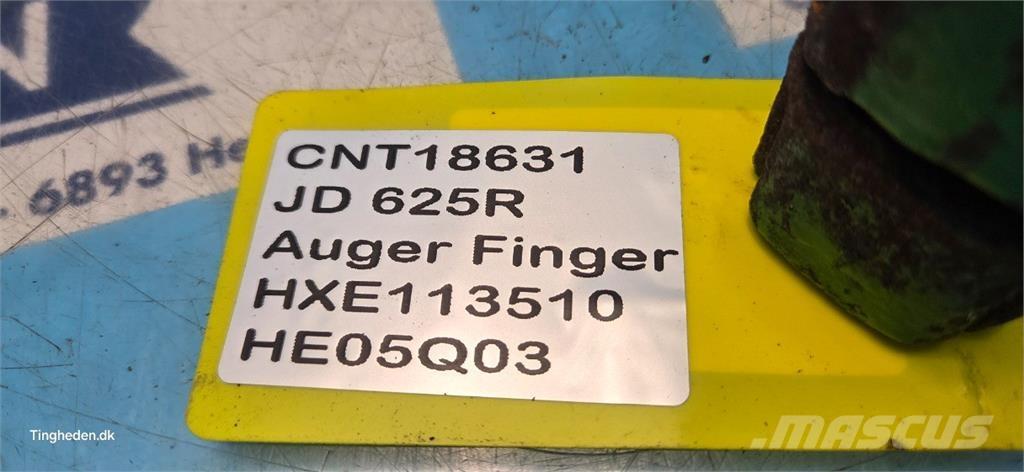 6893 He
CNT18631
JD 625R
Auger Finger
HXE113510
HE05Q03
Tingheden.dk
MASCUS